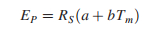 E_P = R_S(a + bT_m)